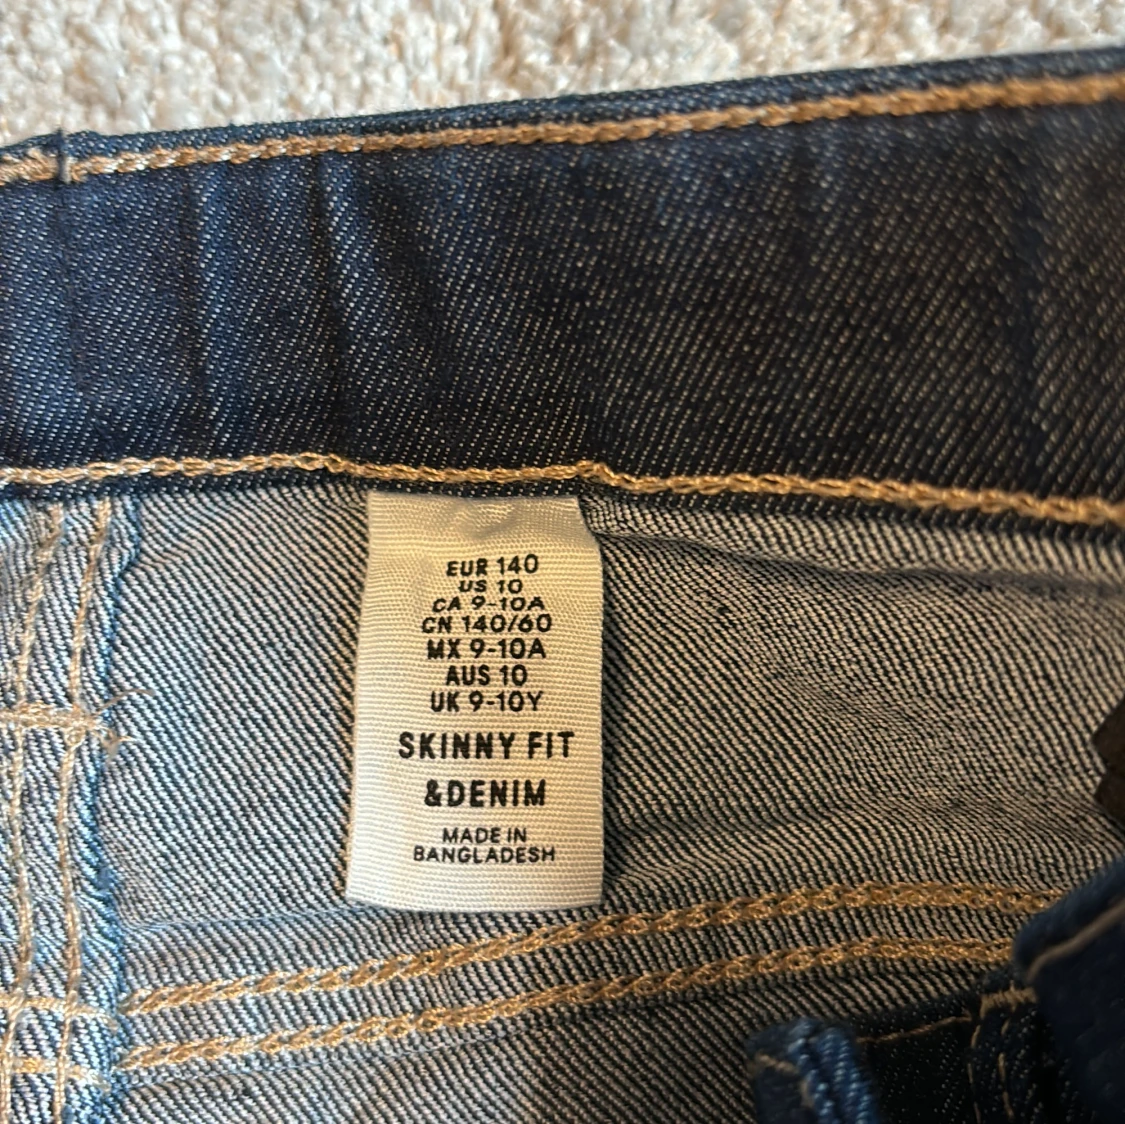 EUR 140
US 10
CA 9-10A
CN 140/60
MX 9-10A
AUS 10
UK 9-10Y
SKINNY FIT
&DENIM
MADE IN
BANGLADESH